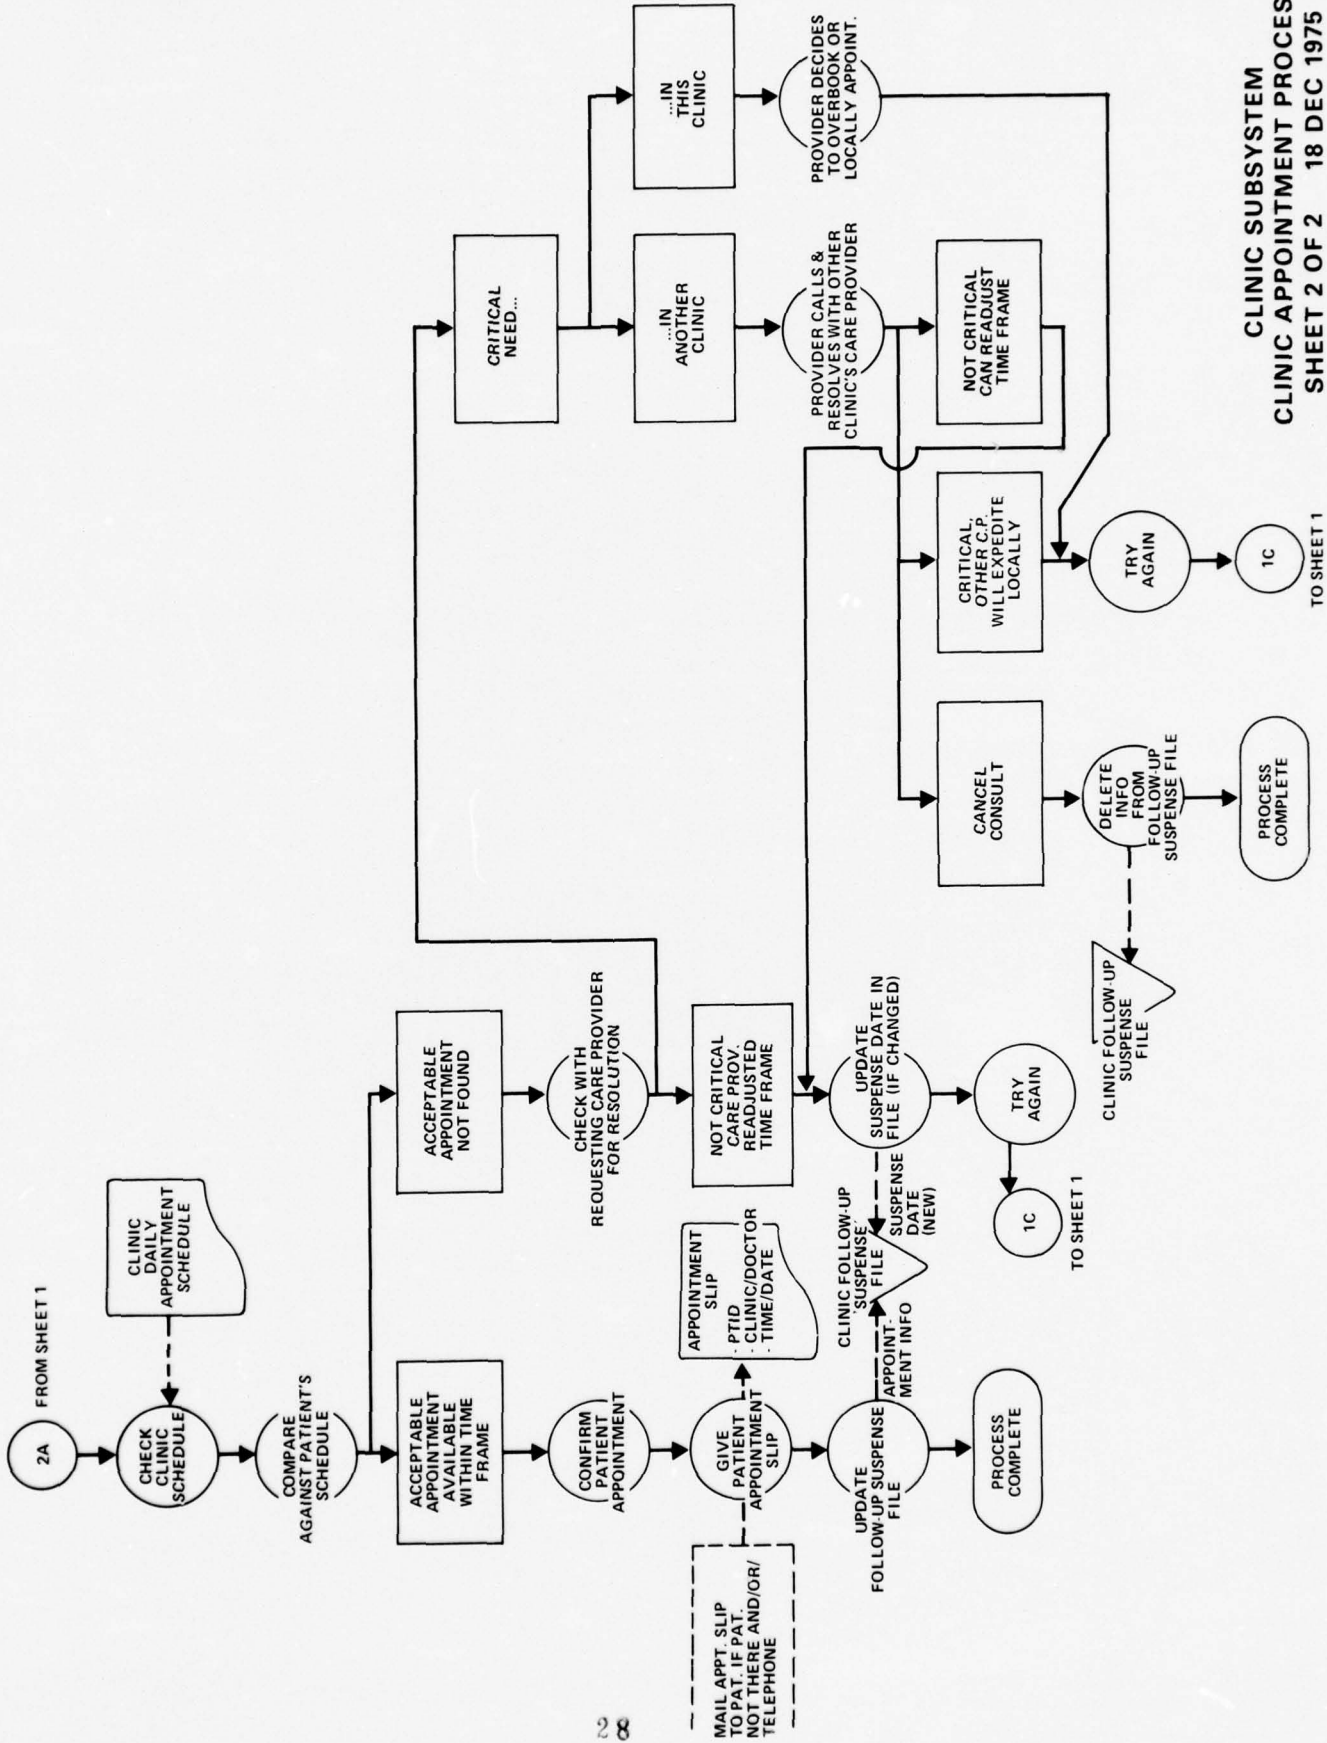 2A
FROM SHEET 1
CHECK
CLINIC
SCHEDULE
CLINIC
DAILY
APPOINTMENT
SCHEDULE
COMPARE
AGAINST PATIENT'S
SCHEDULE
ACCEPTABLE
APPOINTMENT
AVAILABLE
WITHIN TIME
FRAME
ACCEPTABLE
APPOINTMENT
NOT FOUND
CONFIRM
PATIENT
APPOINTMENT
CHECK WITH
REQUESTING CARE PROVIDER
FOR RESOLUTION
MAIL APPT. SLIP
TO PAT. IF PAT.
NOT THERE AND/OR/
TELEPHONE
GIVE
PATIENT
APPOINTMENT
SLIP
APPOINTMENT
SLIP
· PTID
· CLINIC/DOCTOR
· TIME/DATE
NOT CRITICAL
CARE PROV.
READJUSTED
TIME FRAME
UPDATE
FOLLOW-UP SUSPENSE
FILE
APPOINT-
MENT INFO
CLINIC FOLLOW-UP
SUSPENSE
FILE
SUSPENSE
DATE
(NEW)
UPDATE
SUSPENSE DATE IN
FILE (IF CHANGED)
PROCESS
COMPLETE
TRY
AGAIN
1C
TO SHEET 1
CRITICAL
NEED...
...IN
ANOTHER
CLINIC
...IN
THIS
CLINIC
PROVIDER CALLS &
RESOLVES WITH OTHER
CLINIC'S CARE PROVIDER
PROVIDER DECIDES
TO OVERBOOK OR
LOCALLY APPOINT.
CANCEL
CONSULT
CRITICAL,
OTHER C.P.
WILL EXPEDITE
LOCALLY
NOT CRITICAL
CAN READJUST
TIME FRAME
CLINIC FOLLOW-UP
SUSPENSE
FILE
DELETE
INFO
FROM
FOLLOW-UP
SUSPENSE FILE
TRY
AGAIN
PROCESS
COMPLETE
1C
TO SHEET 1
CLINIC SUBSYSTEM
CLINIC APPOINTMENT PROCES
SHEET 2 OF 2 18 DEC 1975
28